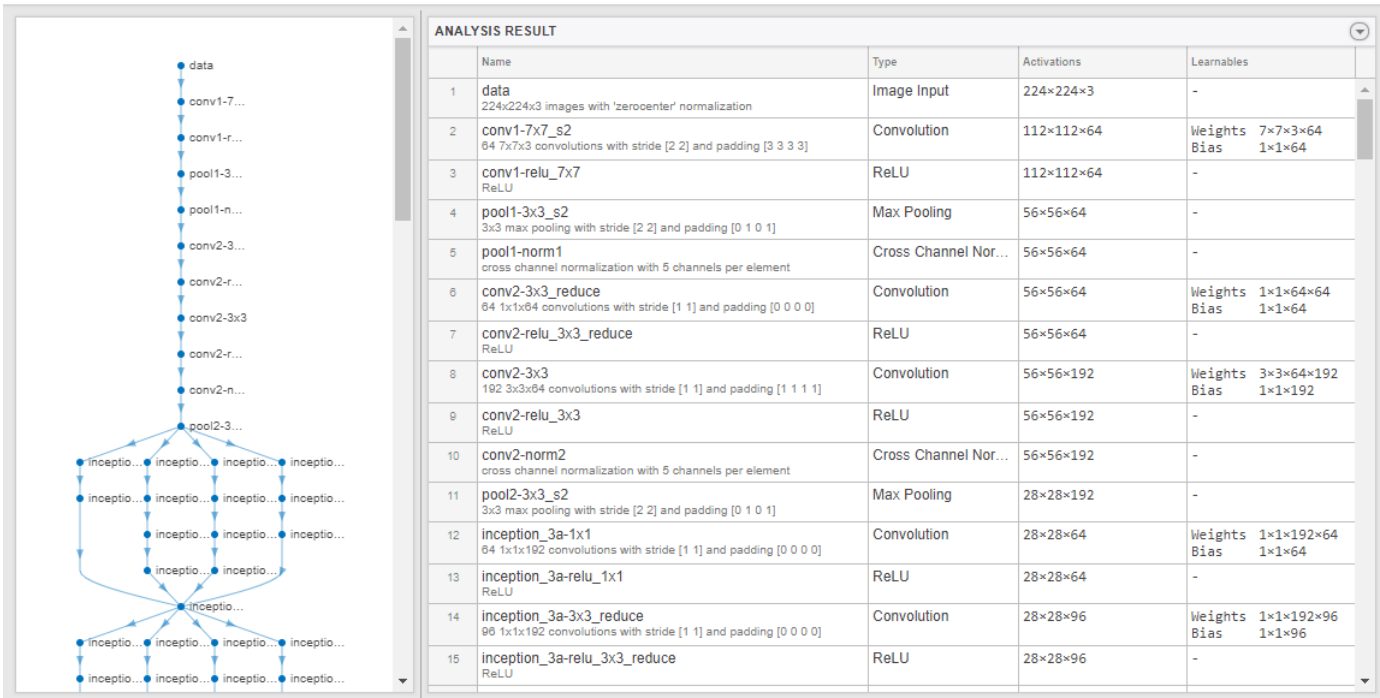 data
conv1-7...
conv1-r...
pool1-3...
pool1-n...
conv2-3...
conv2-r...
conv2-3x3
conv2-r...
conv2-n...
pool2-3...
inceptio... inceptio... inceptio... inceptio...
inceptio... inceptio... inceptio... inceptio...
inceptio... inceptio... inceptio...
inceptio... inceptio...
inceptio...
inceptio... inceptio... inceptio... inceptio...
inceptio... inceptio... inceptio... inceptio...
ANALYSIS RESULT
Name Type Activations Learnables
1 data Image Input 224×224×3 -
224x224x3 images with 'zerocenter' normalization
2 conv1-7x7_s2 Convolution 112×112×64 Weights 7×7×3×64
64 7x7x3 convolutions with stride [2 2] and padding [3 3 3 3] Bias 1×1×64
3 conv1-relu_7x7 ReLU 112×112×64 -
ReLU
4 pool1-3x3_s2 Max Pooling 56×56×64 -
3x3 max pooling with stride [2 2] and padding [0 1 0 1]
5 pool1-norm1 Cross Channel Nor... 56×56×64 -
cross channel normalization with 5 channels per element
6 conv2-3x3_reduce Convolution 56×56×64 Weights 1×1×64×64
64 1x1x64 convolutions with stride [1 1] and padding [0 0 0 0] Bias 1×1×64
7 conv2-relu_3x3_reduce ReLU 56×56×64 -
ReLU
8 conv2-3x3 Convolution 56×56×192 Weights 3×3×64×192
192 3x3x64 convolutions with stride [1 1] and padding [1 1 1 1] Bias 1×1×192
9 conv2-relu_3x3 ReLU 56×56×192 -
ReLU
10 conv2-norm2 Cross Channel Nor... 56×56×192 -
cross channel normalization with 5 channels per element
11 pool2-3x3_s2 Max Pooling 28×28×192 -
3x3 max pooling with stride [2 2] and padding [0 1 0 1]
12 inception_3a-1x1 Convolution 28×28×64 Weights 1×1×192×64
64 1x1x192 convolutions with stride [1 1] and padding [0 0 0 0] Bias 1×1×64
13 inception_3a-relu_1x1 ReLU 28×28×64 -
ReLU
14 inception_3a-3x3_reduce Convolution 28×28×96 Weights 1×1×192×96
96 1x1x192 convolutions with stride [1 1] and padding [0 0 0 0] Bias 1×1×96
15 inception_3a-relu_3x3_reduce ReLU 28×28×96 -
ReLU